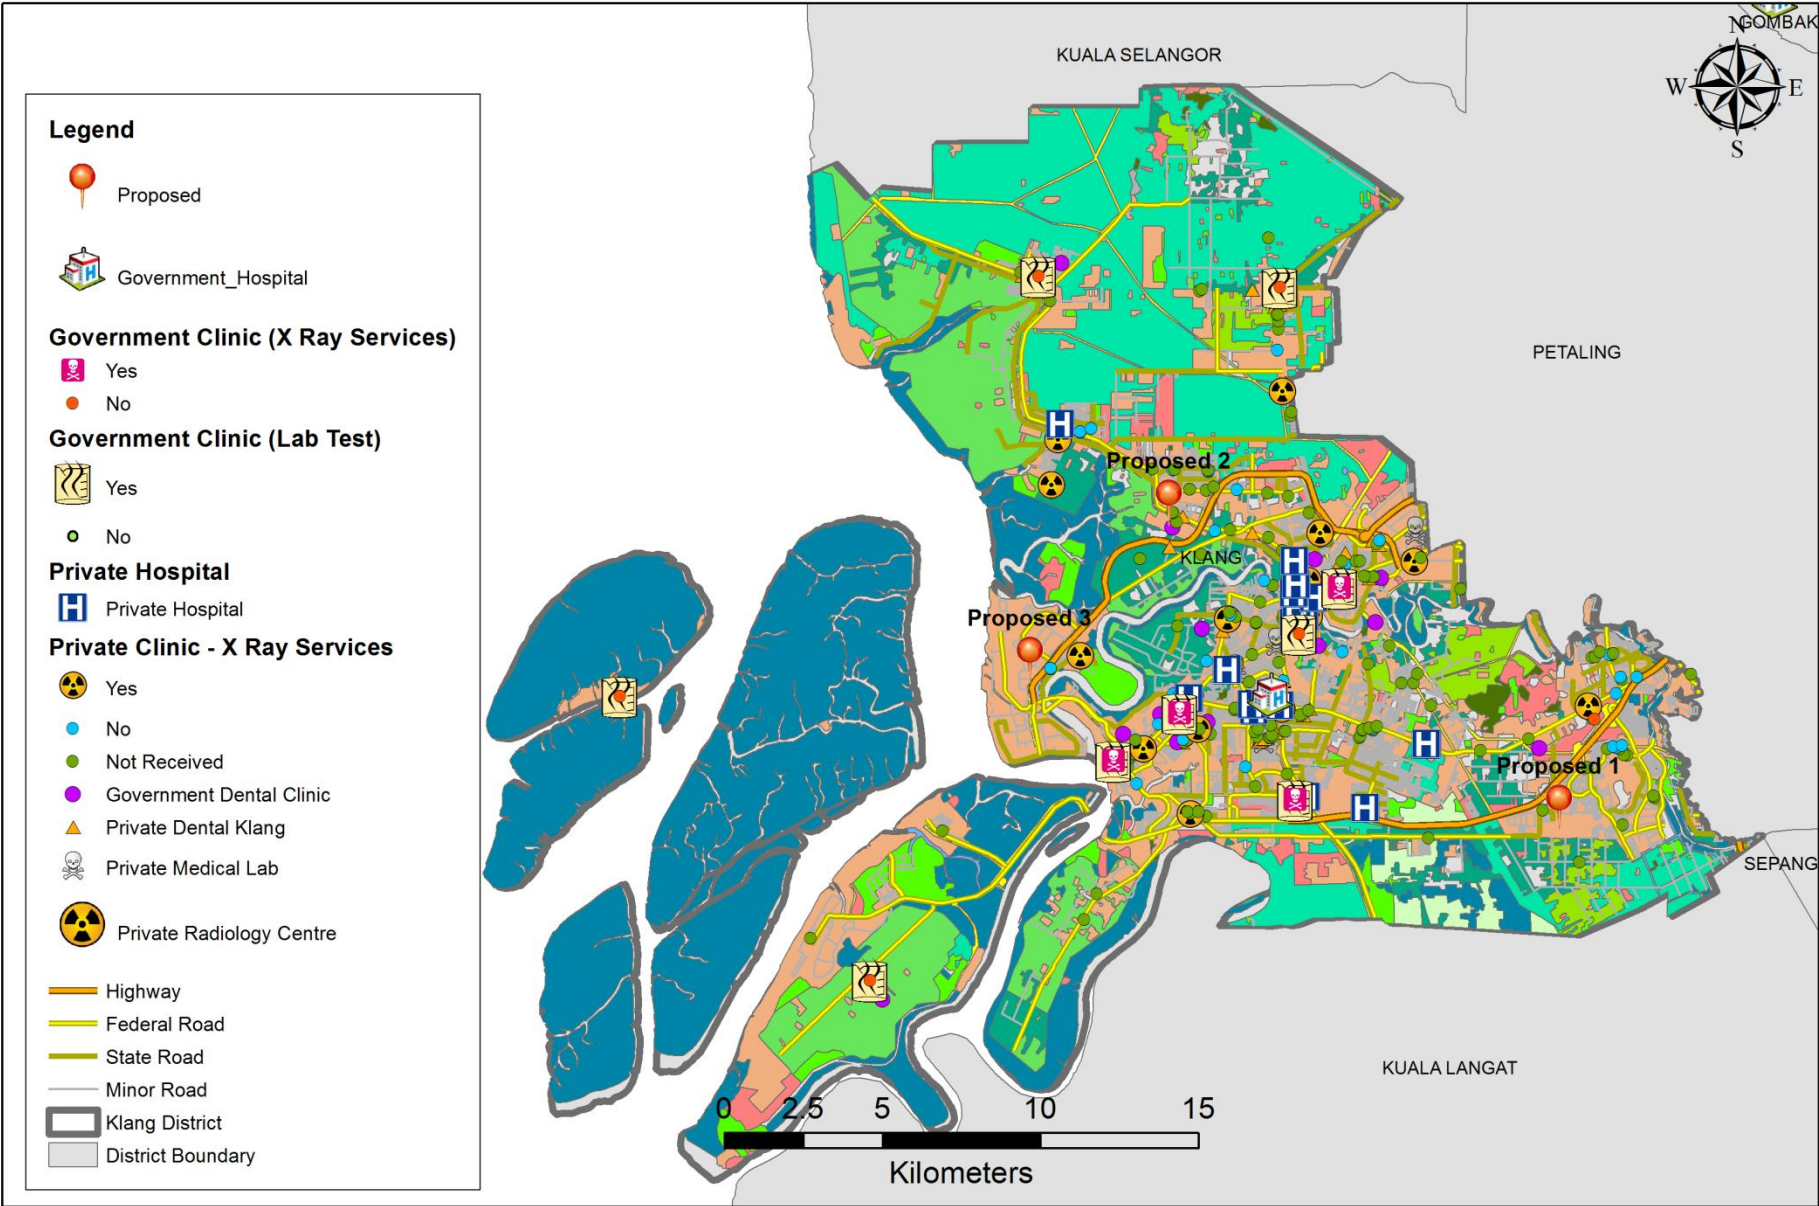 Legend
Proposed
Government_Hospital
Government Clinic (X Ray Services)
Yes
No
Government Clinic (Lab Test)
Yes
No
Private Hospital
H Private Hospital
Private Clinic - X Ray Services
Yes
No
Not Received
Government Dental Clinic
Private Dental Klang
Private Medical Lab
Private Radiology Centre
Highway
Federal Road
State Road
Minor Road
Klang District
District Boundary
KUALA SELANGOR
GOMBAK
N
W E
S
PETALING
H
Proposed 2
KLANG
H
H
Proposed 3
H
H
Proposed 1
H
SEPANG
KUALA LANGAT
0 2.5 5 10 15
Kilometers